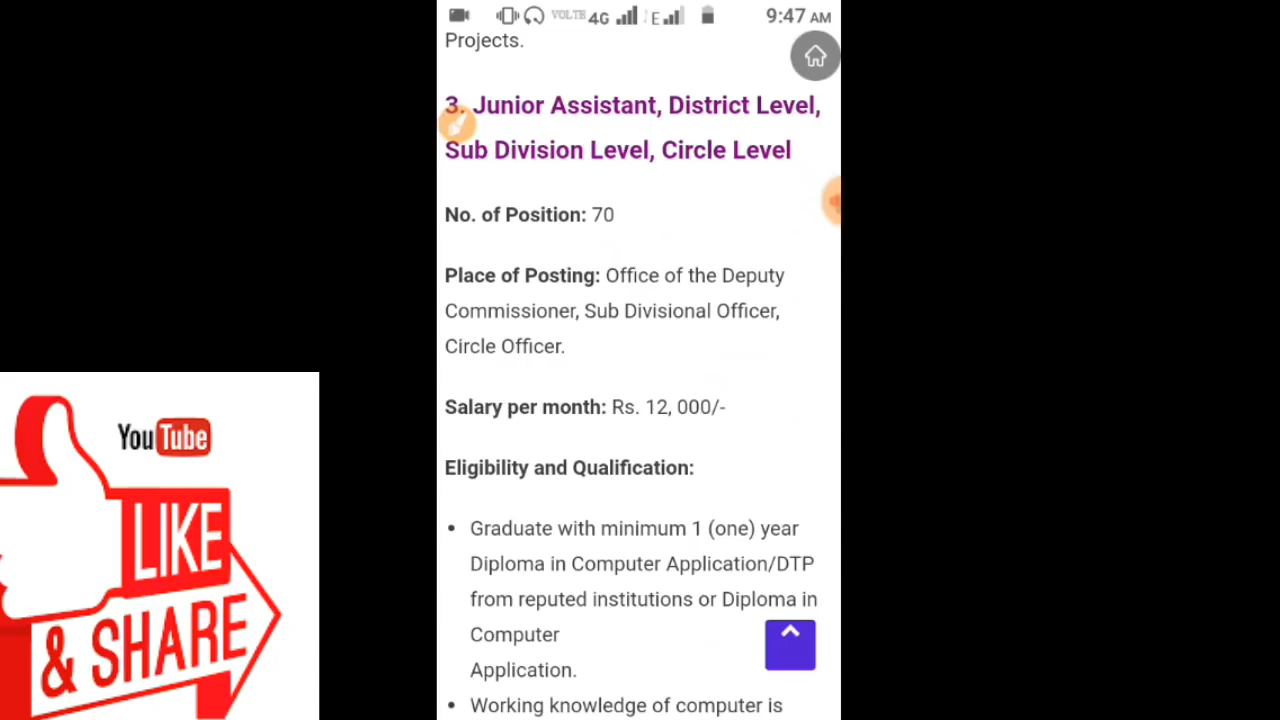 VOLTE 4G E 9:47 AM
Projects.
3. Junior Assistant, District Level,
Sub Division Level, Circle Level
No. of Position: 70
Place of Posting: Office of the Deputy
Commissioner, Sub Divisional Officer,
Circle Officer.
Salary per month: Rs. 12, 000/-
Eligibility and Qualification:
• Graduate with minimum 1 (one) year
Diploma in Computer Application/DTP
from reputed institutions or Diploma in
Computer
Application.
• Working knowledge of computer is
YouTube
LIKE
& SHARE